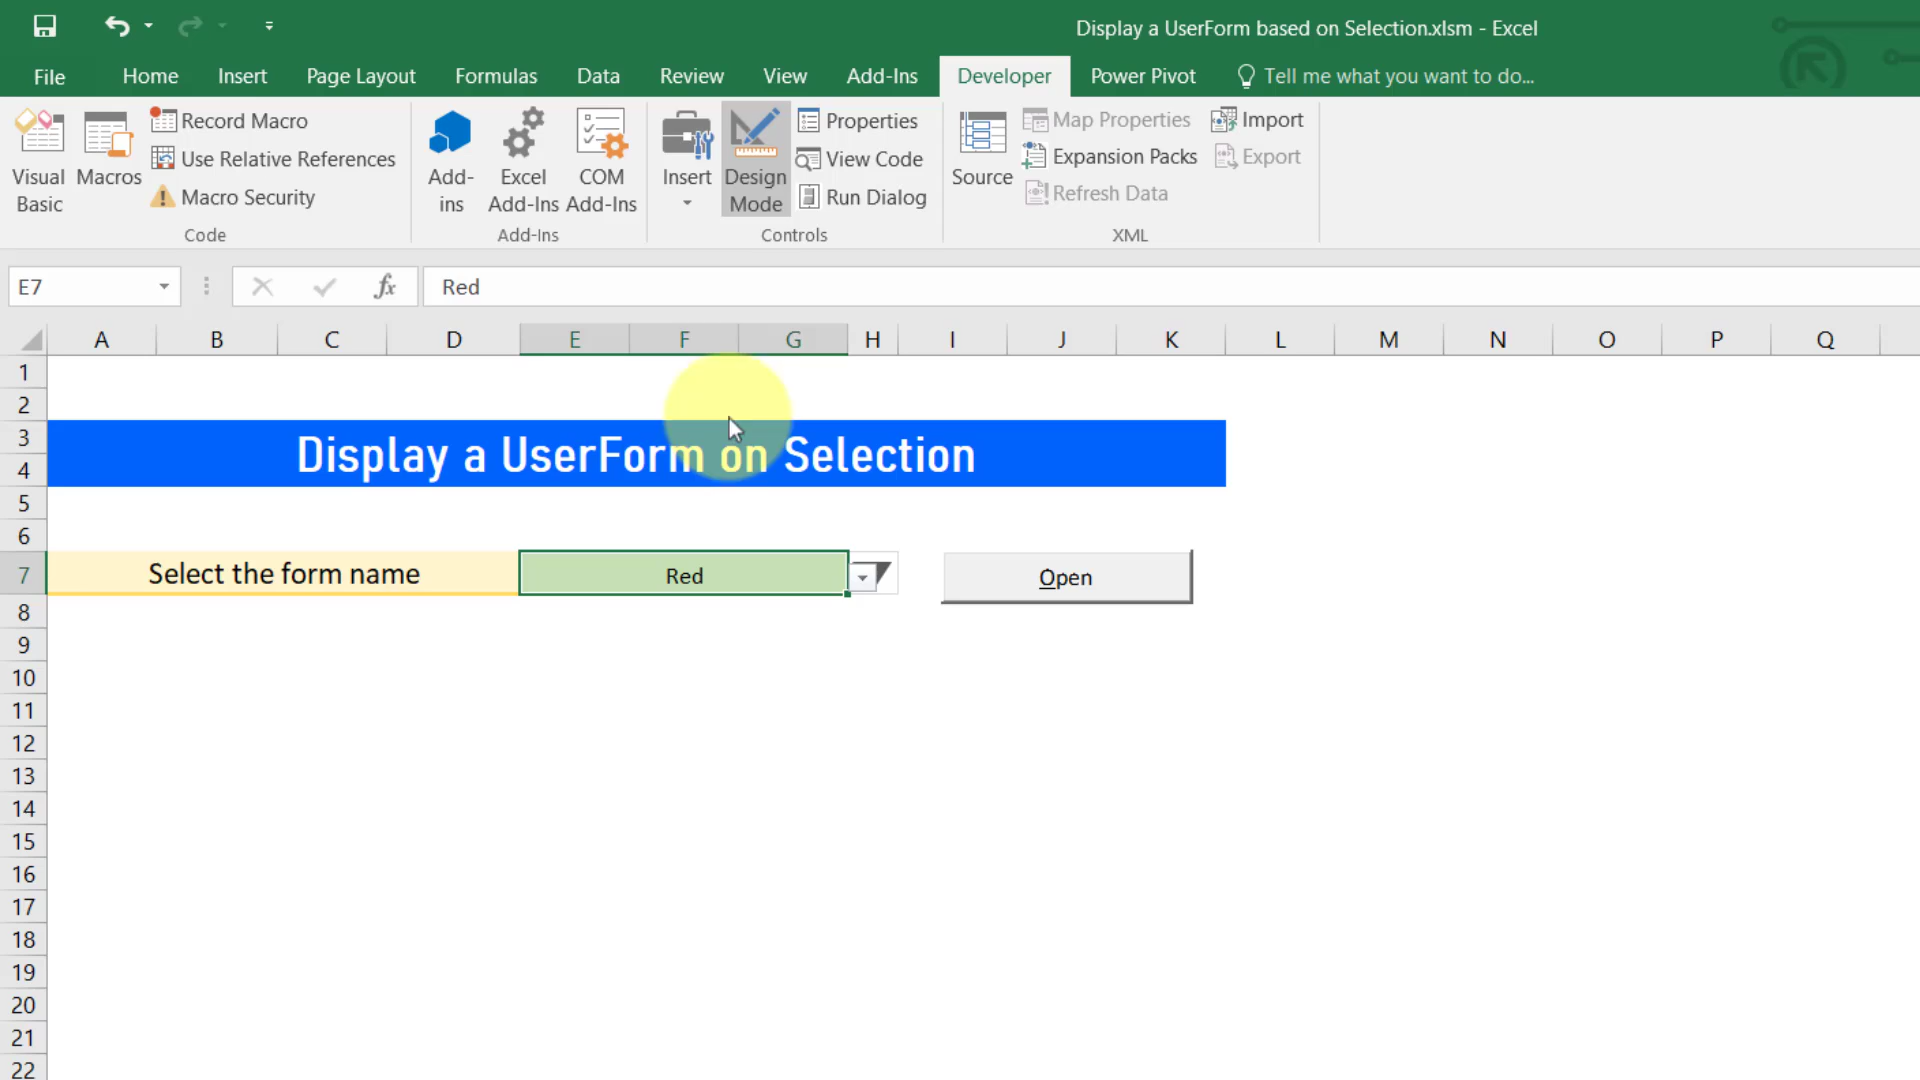 Display a UserForm based on Selection.xlsm - Excel
File Home Insert Page Layout Formulas Data Review View Add-Ins Developer Power Pivot Tell me what you want to do...
Visual Basic
Macros
Record Macro
Use Relative References
Macro Security
Code
Add-ins
Excel Add-Ins
COM Add-Ins
Add-Ins
Insert
Design Mode
Properties
View Code
Run Dialog
Controls
Source
Map Properties
Expansion Packs
Refresh Data
Import
Export
XML
E7 fx Red
A B C D E F G H I J K L M N O P Q
1
2
3
Display a UserForm on Selection
4
5
6
7 Select the form name Red Open
8
9
10
11
12
13
14
15
16
17
18
19
20
21
22